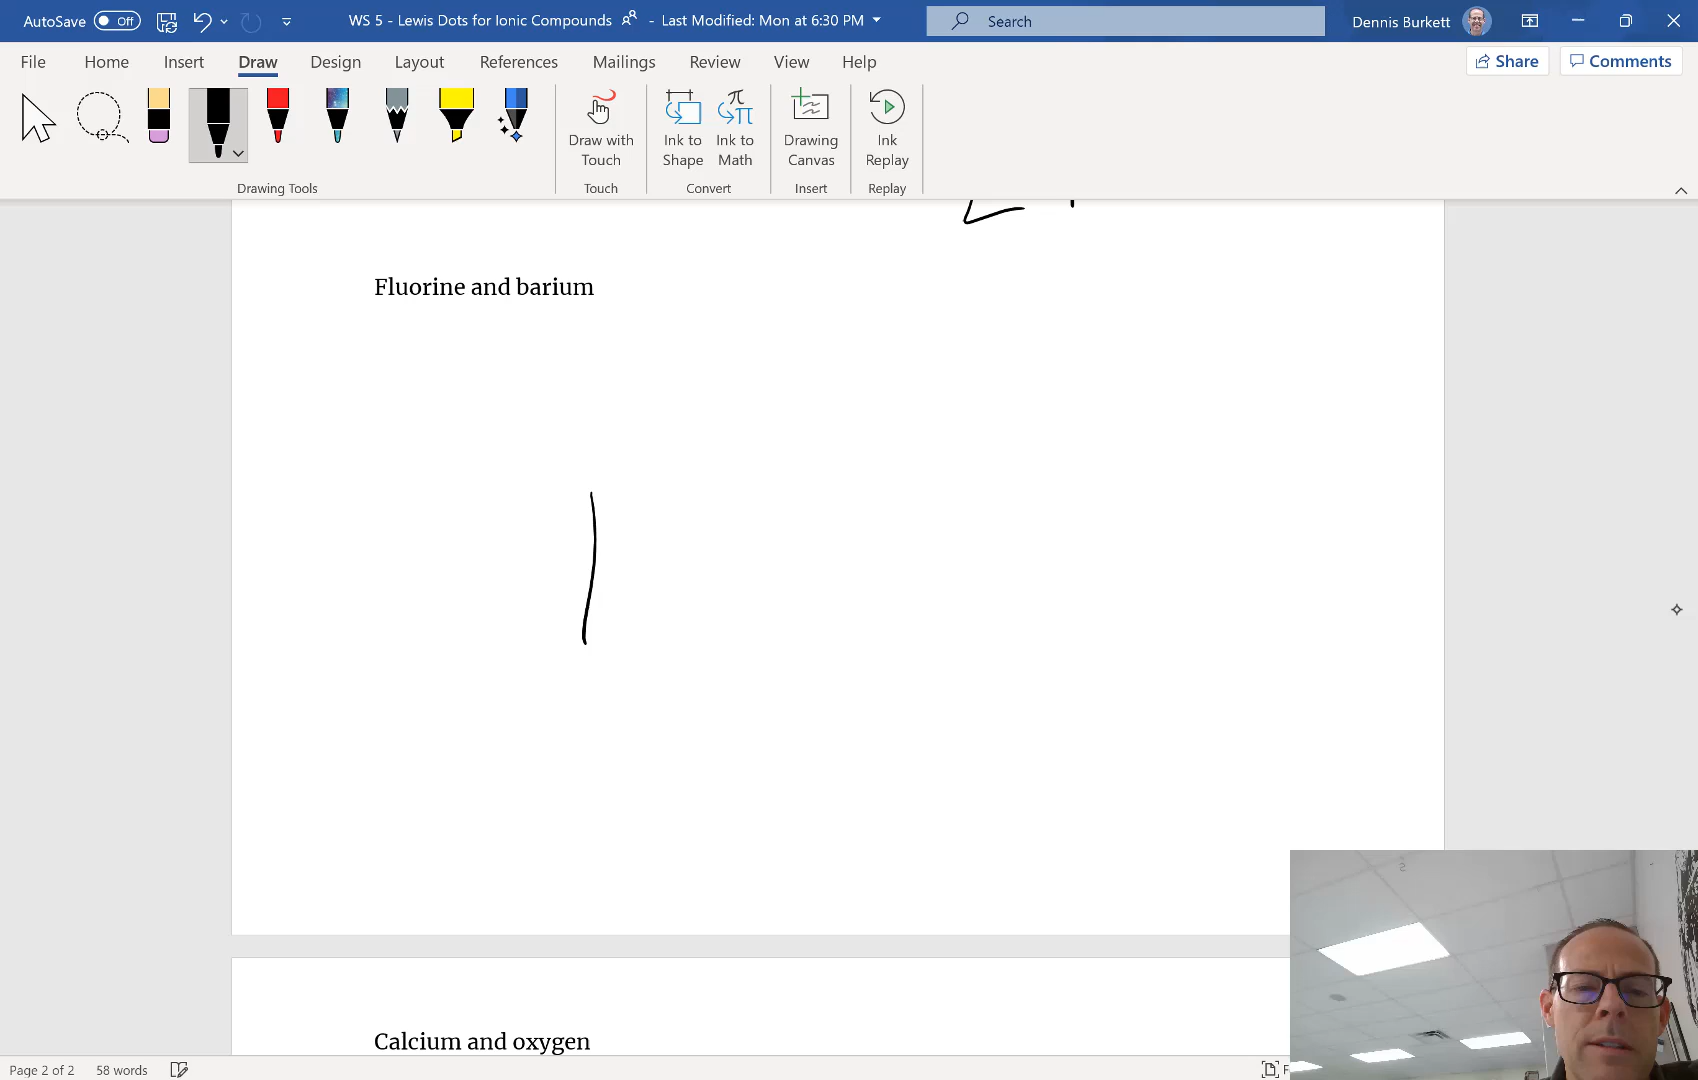 AutoSave Off WS 5 - Lewis Dots for Ionic Compounds - Last Modified: Mon at 6:30 PM Search Dennis Burkett
File Home Insert Draw Design Layout References Mailings Review View Help Share Comments
Draw with Touch
Ink to Shape
Ink to Math
Drawing Canvas
Ink Replay
Drawing Tools Touch Convert Insert Replay
Fluorine and barium
Calcium and oxygen
Page 2 of 2 58 words